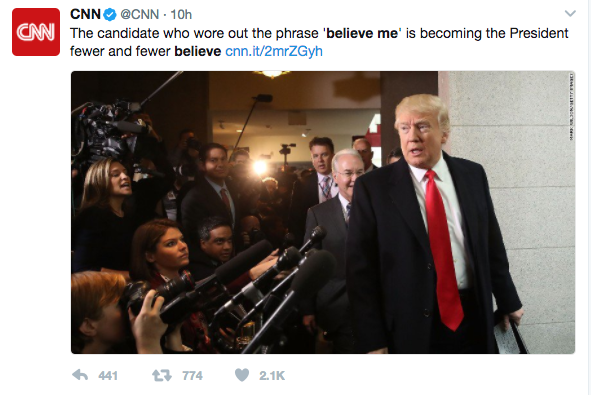 CNN @CNN · 10h
CNN
The candidate who wore out the phrase 'believe me' is becoming the President
fewer and fewer believe cnn.it/2mrZGyh
441 774 2.1K